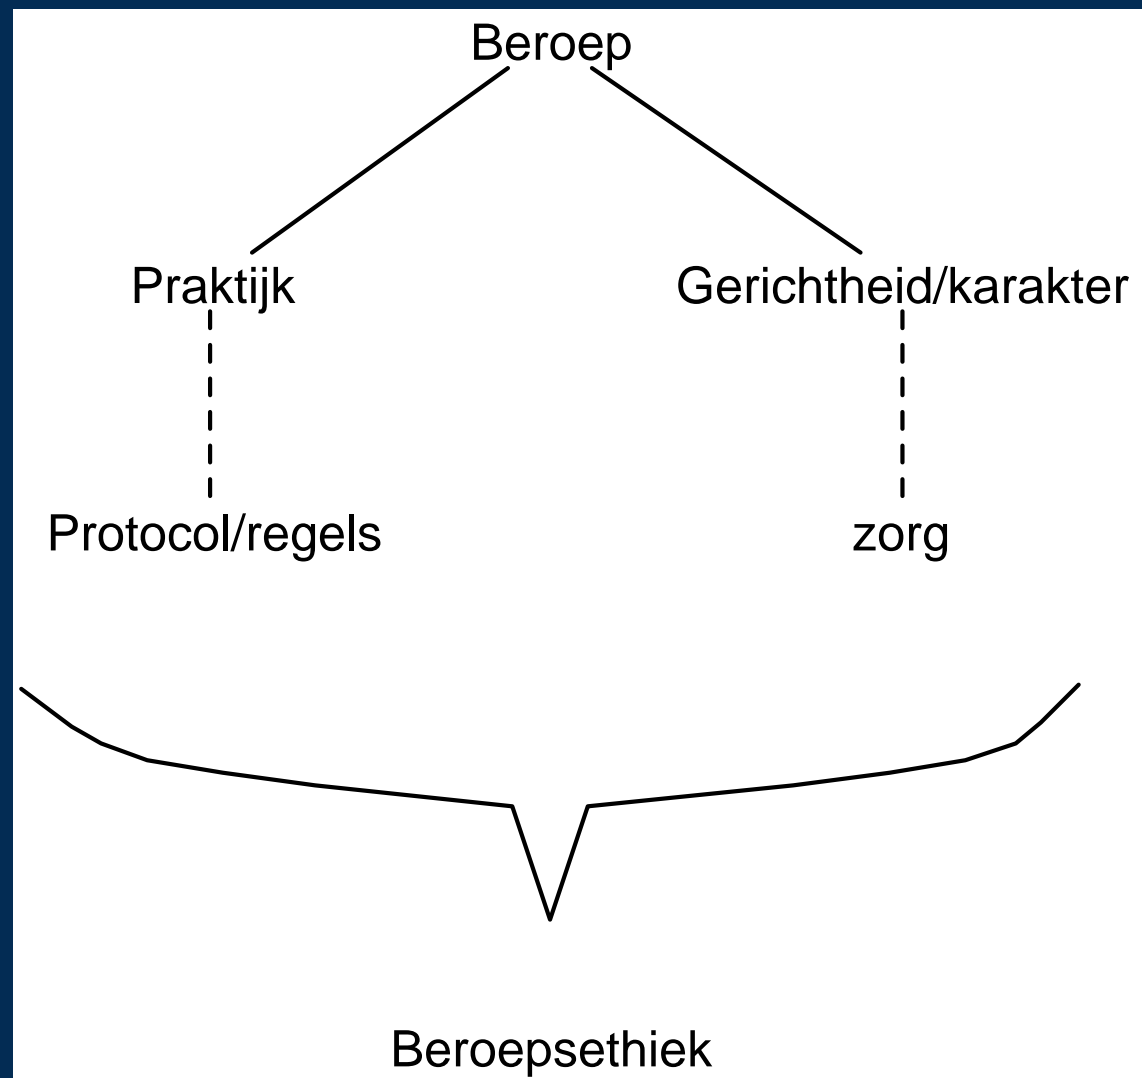 Beroep
Praktijk
Gerichtheid/karakter
Protocol/regels
zorg
Beroepsethiek